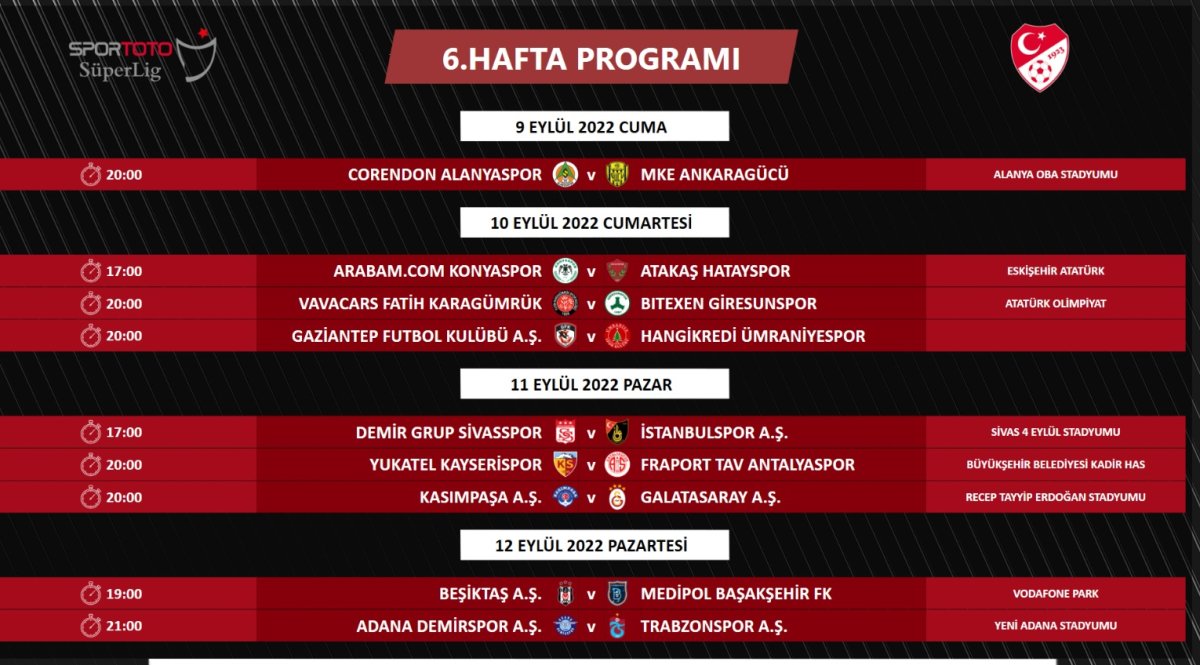 SPORTOTO
SüperLig
6.HAFTA PROGRAMI
1923
9 EYLÜL 2022 CUMA
20:00 CORENDON ALANYASPOR v MKE ANKARAGÜCÜ ALANYA OBA STADYUMU
10 EYLÜL 2022 CUMARTESİ
17:00 ARABAM.COM KONYASPOR v ATAKAŞ HATAYSPOR ESKİŞEHİR ATATÜRK
20:00 VAVACARS FATİH KARAGÜMRÜK v BITEXEN GİRESUNSPOR ATATÜRK OLİMPİYAT
20:00 GAZİANTEP FUTBOL KULÜBÜ A.Ş. v HANGİKREDİ ÜMRANİYESPOR
11 EYLÜL 2022 PAZAR
17:00 DEMİR GRUP SİVASSPOR v İSTANBULSPOR A.Ş. SİVAS 4 EYLÜL STADYUMU
20:00 YUKATEL KAYSERİSPOR v FRAPORT TAV ANTALYASPOR BÜYÜKŞEHİR BELEDİYESİ KADİR HAS
20:00 KASIMPAŞA A.Ş. v GALATASARAY A.Ş. RECEP TAYYİP ERDOĞAN STADYUMU
12 EYLÜL 2022 PAZARTESİ
19:00 BEŞİKTAŞ A.Ş. v MEDİPOL BAŞAKŞEHİR FK VODAFONE PARK
21:00 ADANA DEMİRSPOR A.Ş. v TRABZONSPOR A.Ş. YENİ ADANA STADYUMU